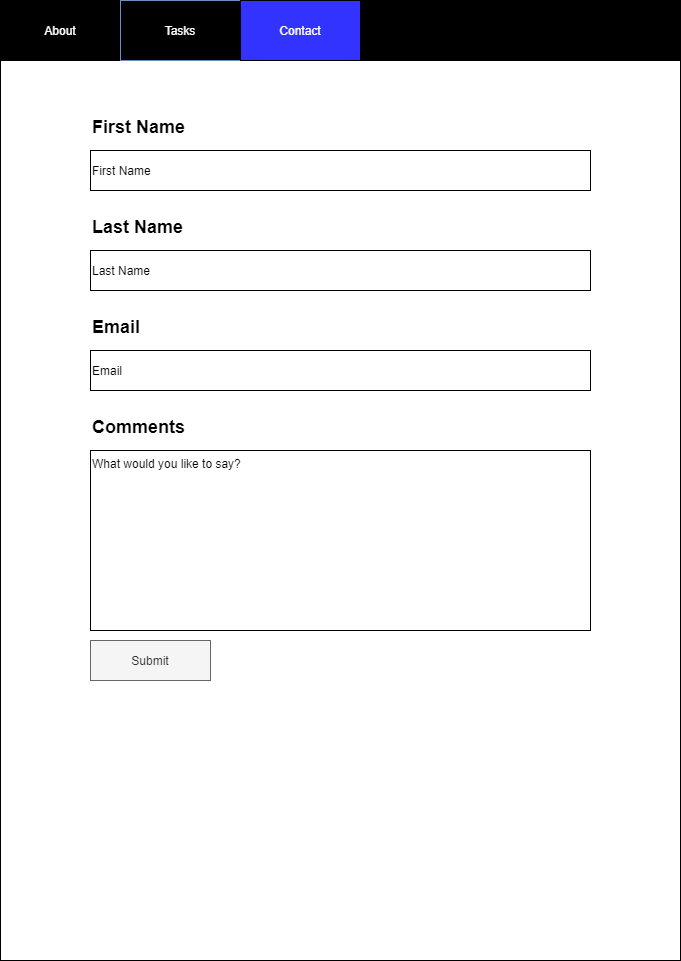 About Tasks Contact
First Name
First Name
Last Name
Last Name
Email
Email
Comments
What would you like to say?
Submit